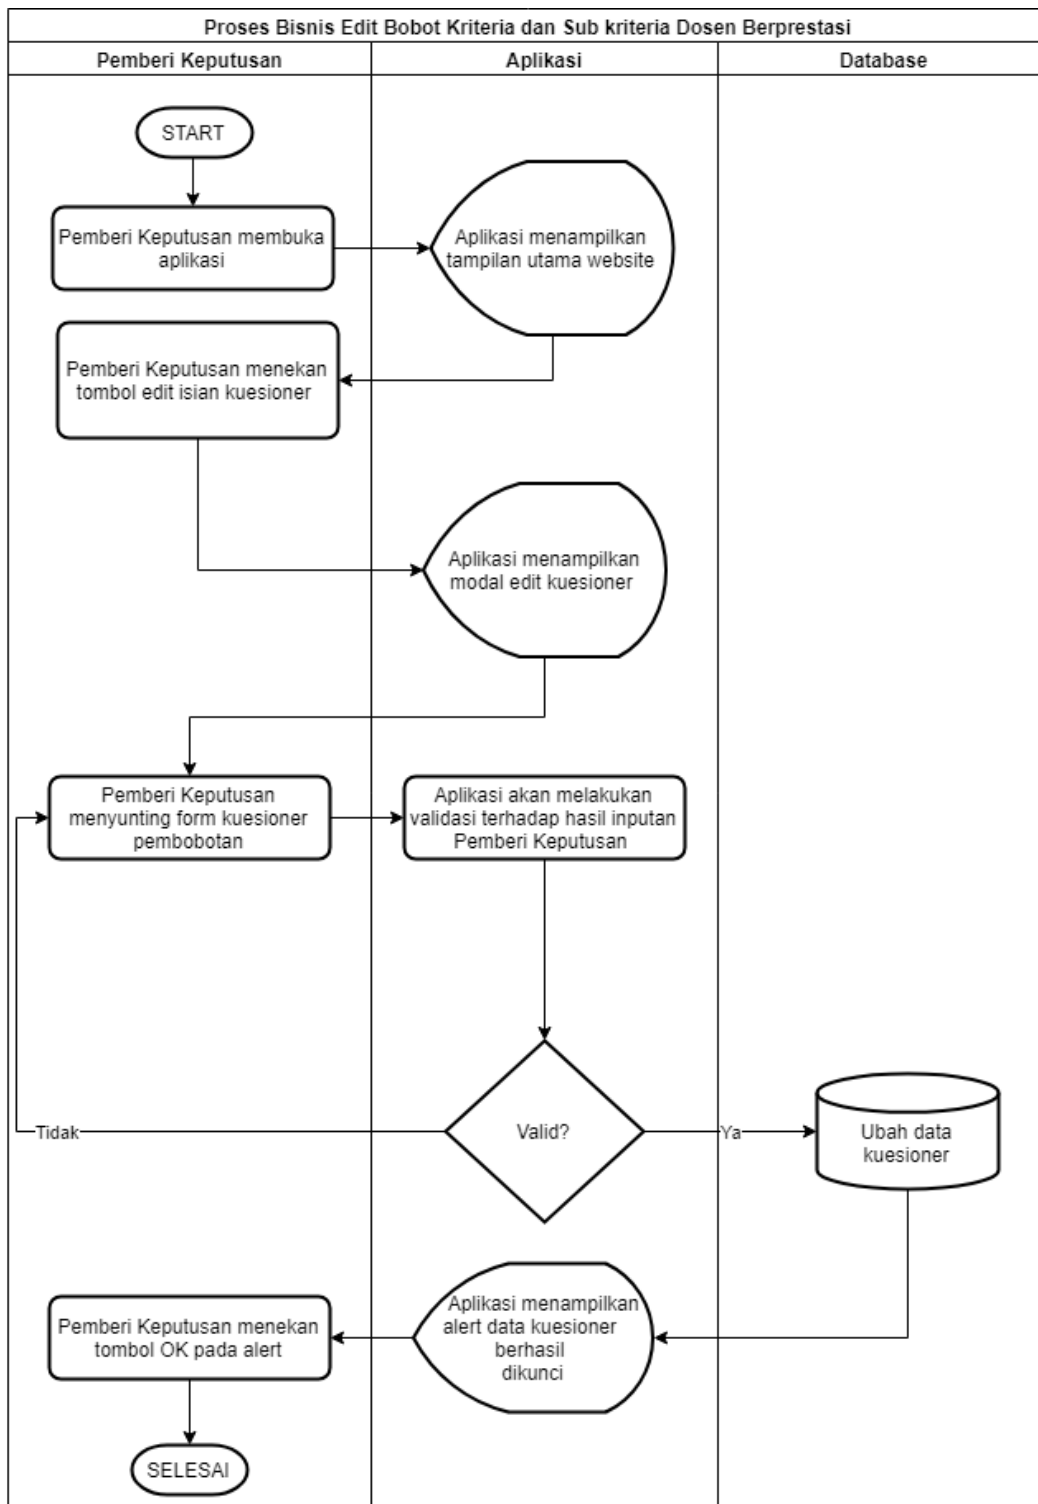 Proses Bisnis Edit Bobot Kriteria dan Sub kriteria Dosen Berprestasi
Pemberi Keputusan
Aplikasi
Database
START
Pemberi Keputusan membuka
aplikasi
Aplikasi menampilkan
tampilan utama website
Pemberi Keputusan menekan
tombol edit isian kuesioner
Aplikasi menampilkan
modal edit kuesioner
Pemberi Keputusan
menyunting form kuesioner
pembobotan
Aplikasi akan melakukan
validasi terhadap hasil inputan
Pemberi Keputusan
Tidak
Valid?
Ya
Ubah data
kuesioner
Aplikasi menampilkan
alert data kuesioner
berhasil
dikunci
Pemberi Keputusan menekan
tombol OK pada alert
SELESAI